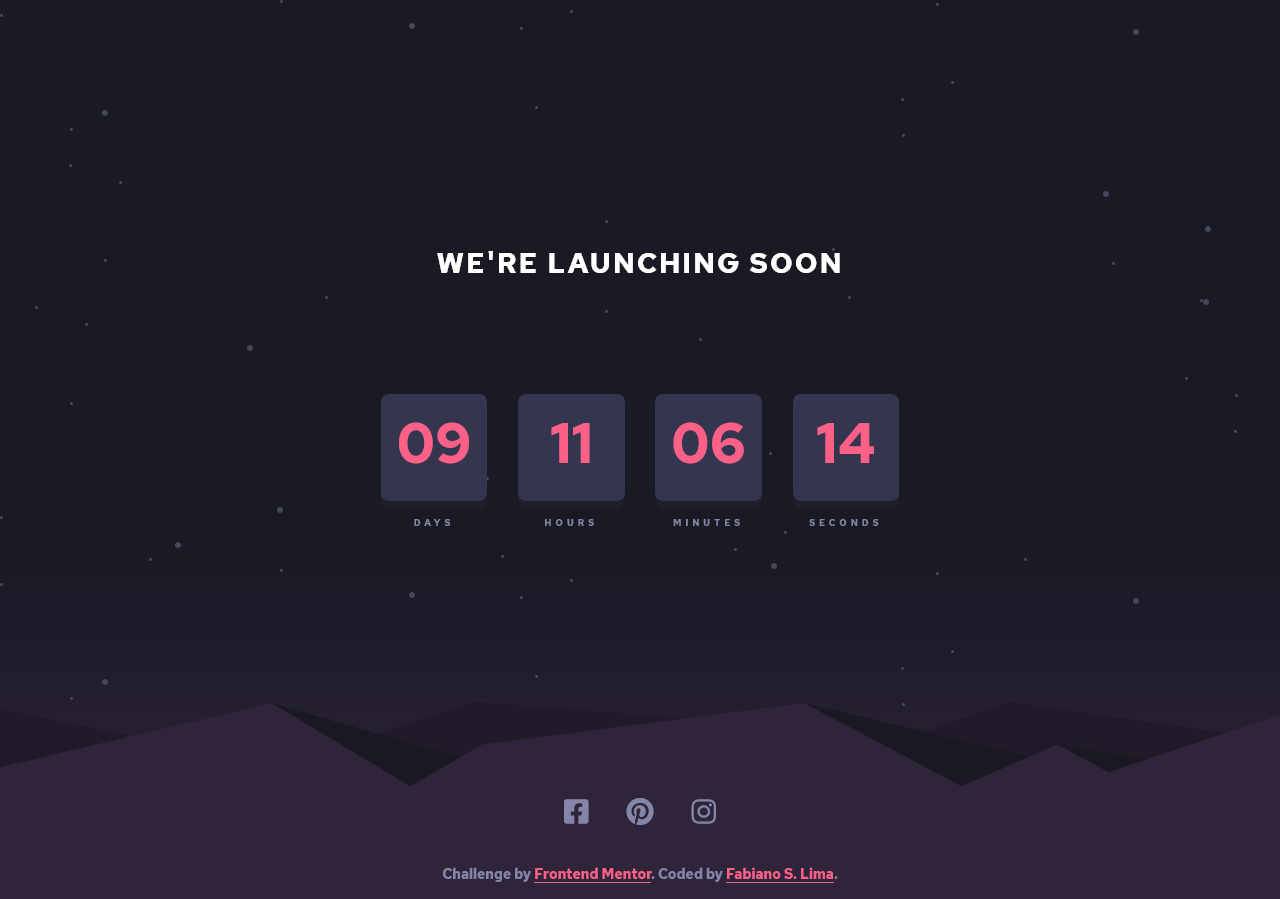 WE'RE LAUNCHING SOON
09 11 06 14
DAYS HOURS MINUTES SECONDS
Challenge by Frontend Mentor. Coded by Fabiano S. Lima.